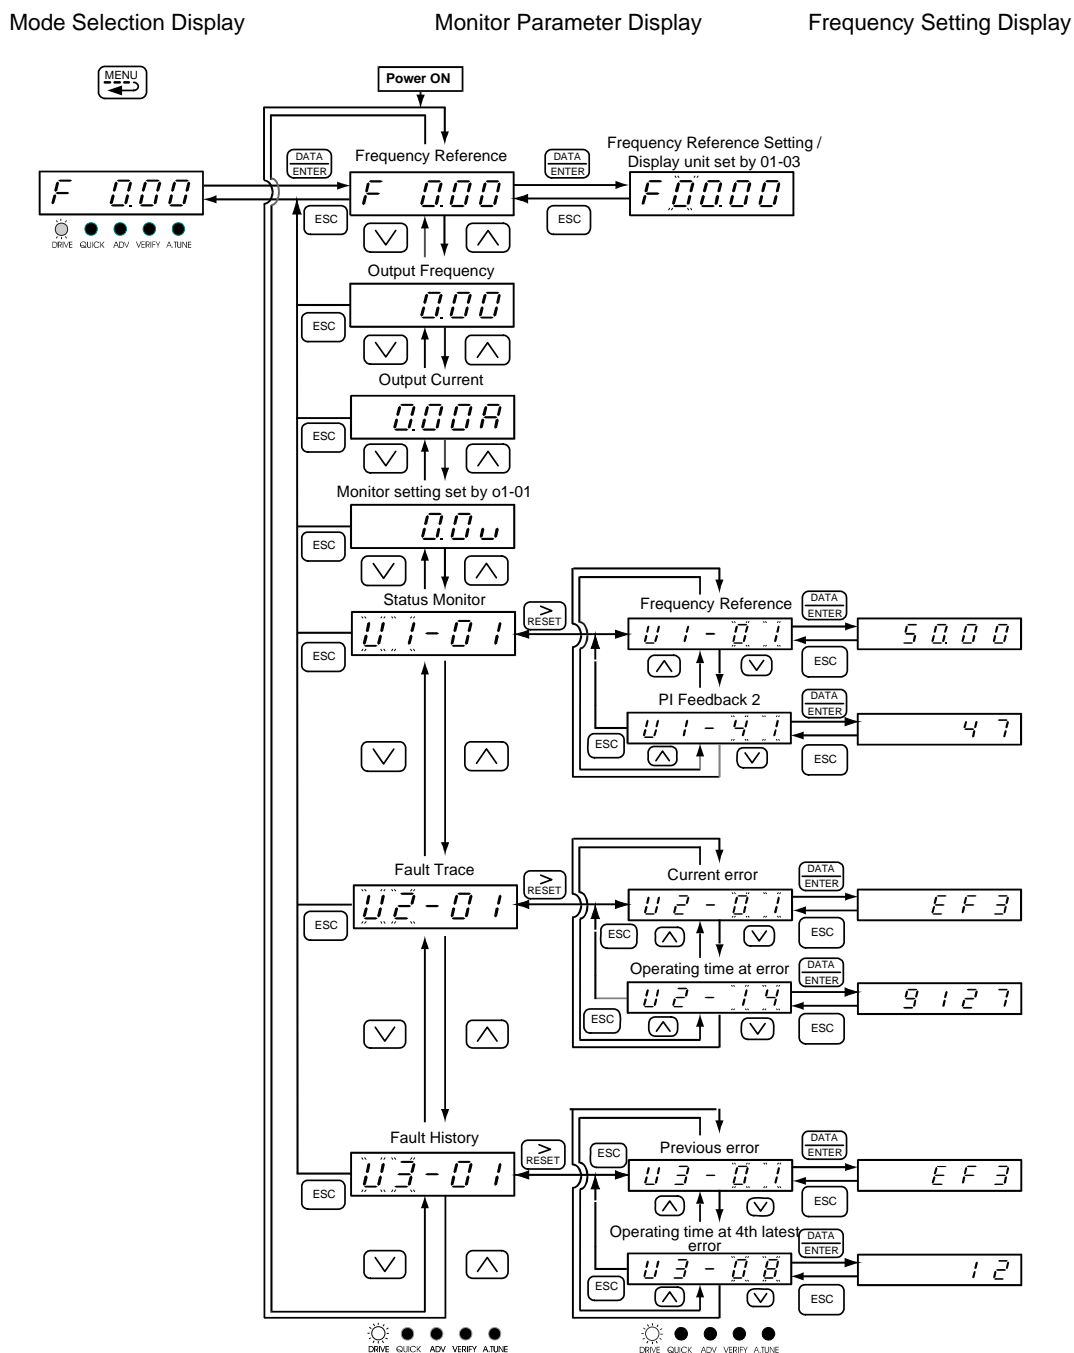 Mode Selection Display
Monitor Parameter Display
Frequency Setting Display
MENU
Power ON
Frequency Reference Setting /
Display unit set by 01-03
DATA
ENTER
Frequency Reference
DATA
ENTER
F 0.00
F 0.00
F 00.00
ESC
ESC
DRIVE QUICK ADV VERIFY A.TUNE
Output Frequency
0.00
ESC
Output Current
0.00A
ESC
Monitor setting set by o1-01
0.0u
ESC
Status Monitor
U1-01
ESC
>
RESET
Frequency Reference
U1-01
DATA
ENTER
50.00
ESC
PI Feedback 2
U1-41
ESC
DATA
ENTER
47
ESC
Fault Trace
U2-01
ESC
>
RESET
Current error
U2-01
ESC
DATA
ENTER
EF3
ESC
Operating time at error
U2-14
ESC
DATA
ENTER
9127
ESC
Fault History
U3-01
ESC
>
RESET
ESC
Previous error
U3-01
DATA
ENTER
EF3
ESC
Operating time at 4th latest
error
U3-08
ESC
DATA
ENTER
12
ESC
DRIVE QUICK ADV VERIFY A.TUNE
DRIVE QUICK ADV VERIFY A.TUNE